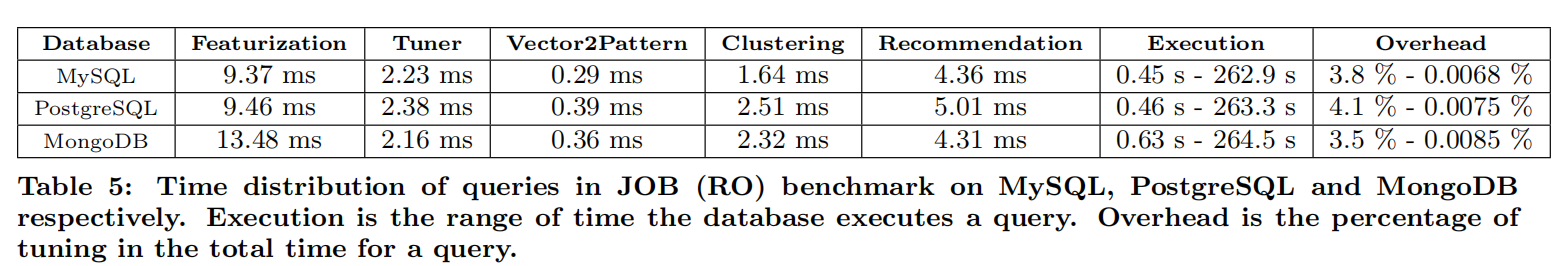 Database Featurization Tuner Vector2Pattern Clustering Recommendation Execution Overhead
MySQL 9.37 ms 2.23 ms 0.29 ms 1.64 ms 4.36 ms 0.45 s - 262.9 s 3.8 % - 0.0068 %
PostgreSQL 9.46 ms 2.38 ms 0.39 ms 2.51 ms 5.01 ms 0.46 s - 263.3 s 4.1 % - 0.0075 %
MongoDB 13.48 ms 2.16 ms 0.36 ms 2.32 ms 4.31 ms 0.63 s - 264.5 s 3.5 % - 0.0085 %
Table 5: Time distribution of queries in JOB (RO) benchmark on MySQL, PostgreSQL and MongoDB
respectively. Execution is the range of time the database executes a query. Overhead is the percentage of
tuning in the total time for a query.